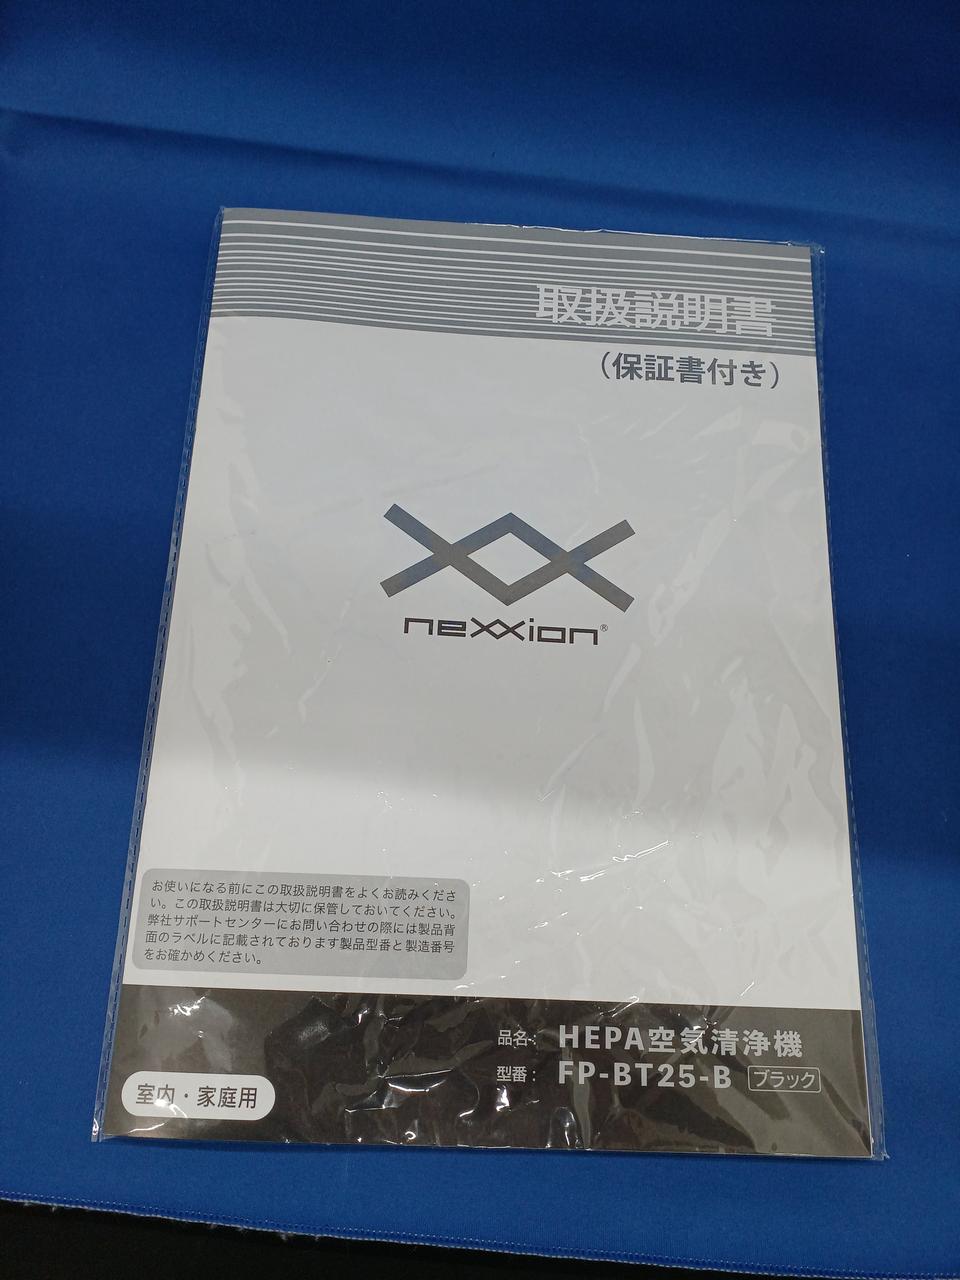 取扱説明書
（保証書付き）
nexxion®
お使いになる前にこの取扱説明書をよくお読みくださ
い。この取扱説明書は大切に保管しておいてください。
弊社サポートセンターにお問い合わせの際には製品背
面のラベルに記載されております製品型番と製造番号
をお確かめください。
品名： HEPA空気清浄機
型番： FP-BT25-B ブラック
室内・家庭用